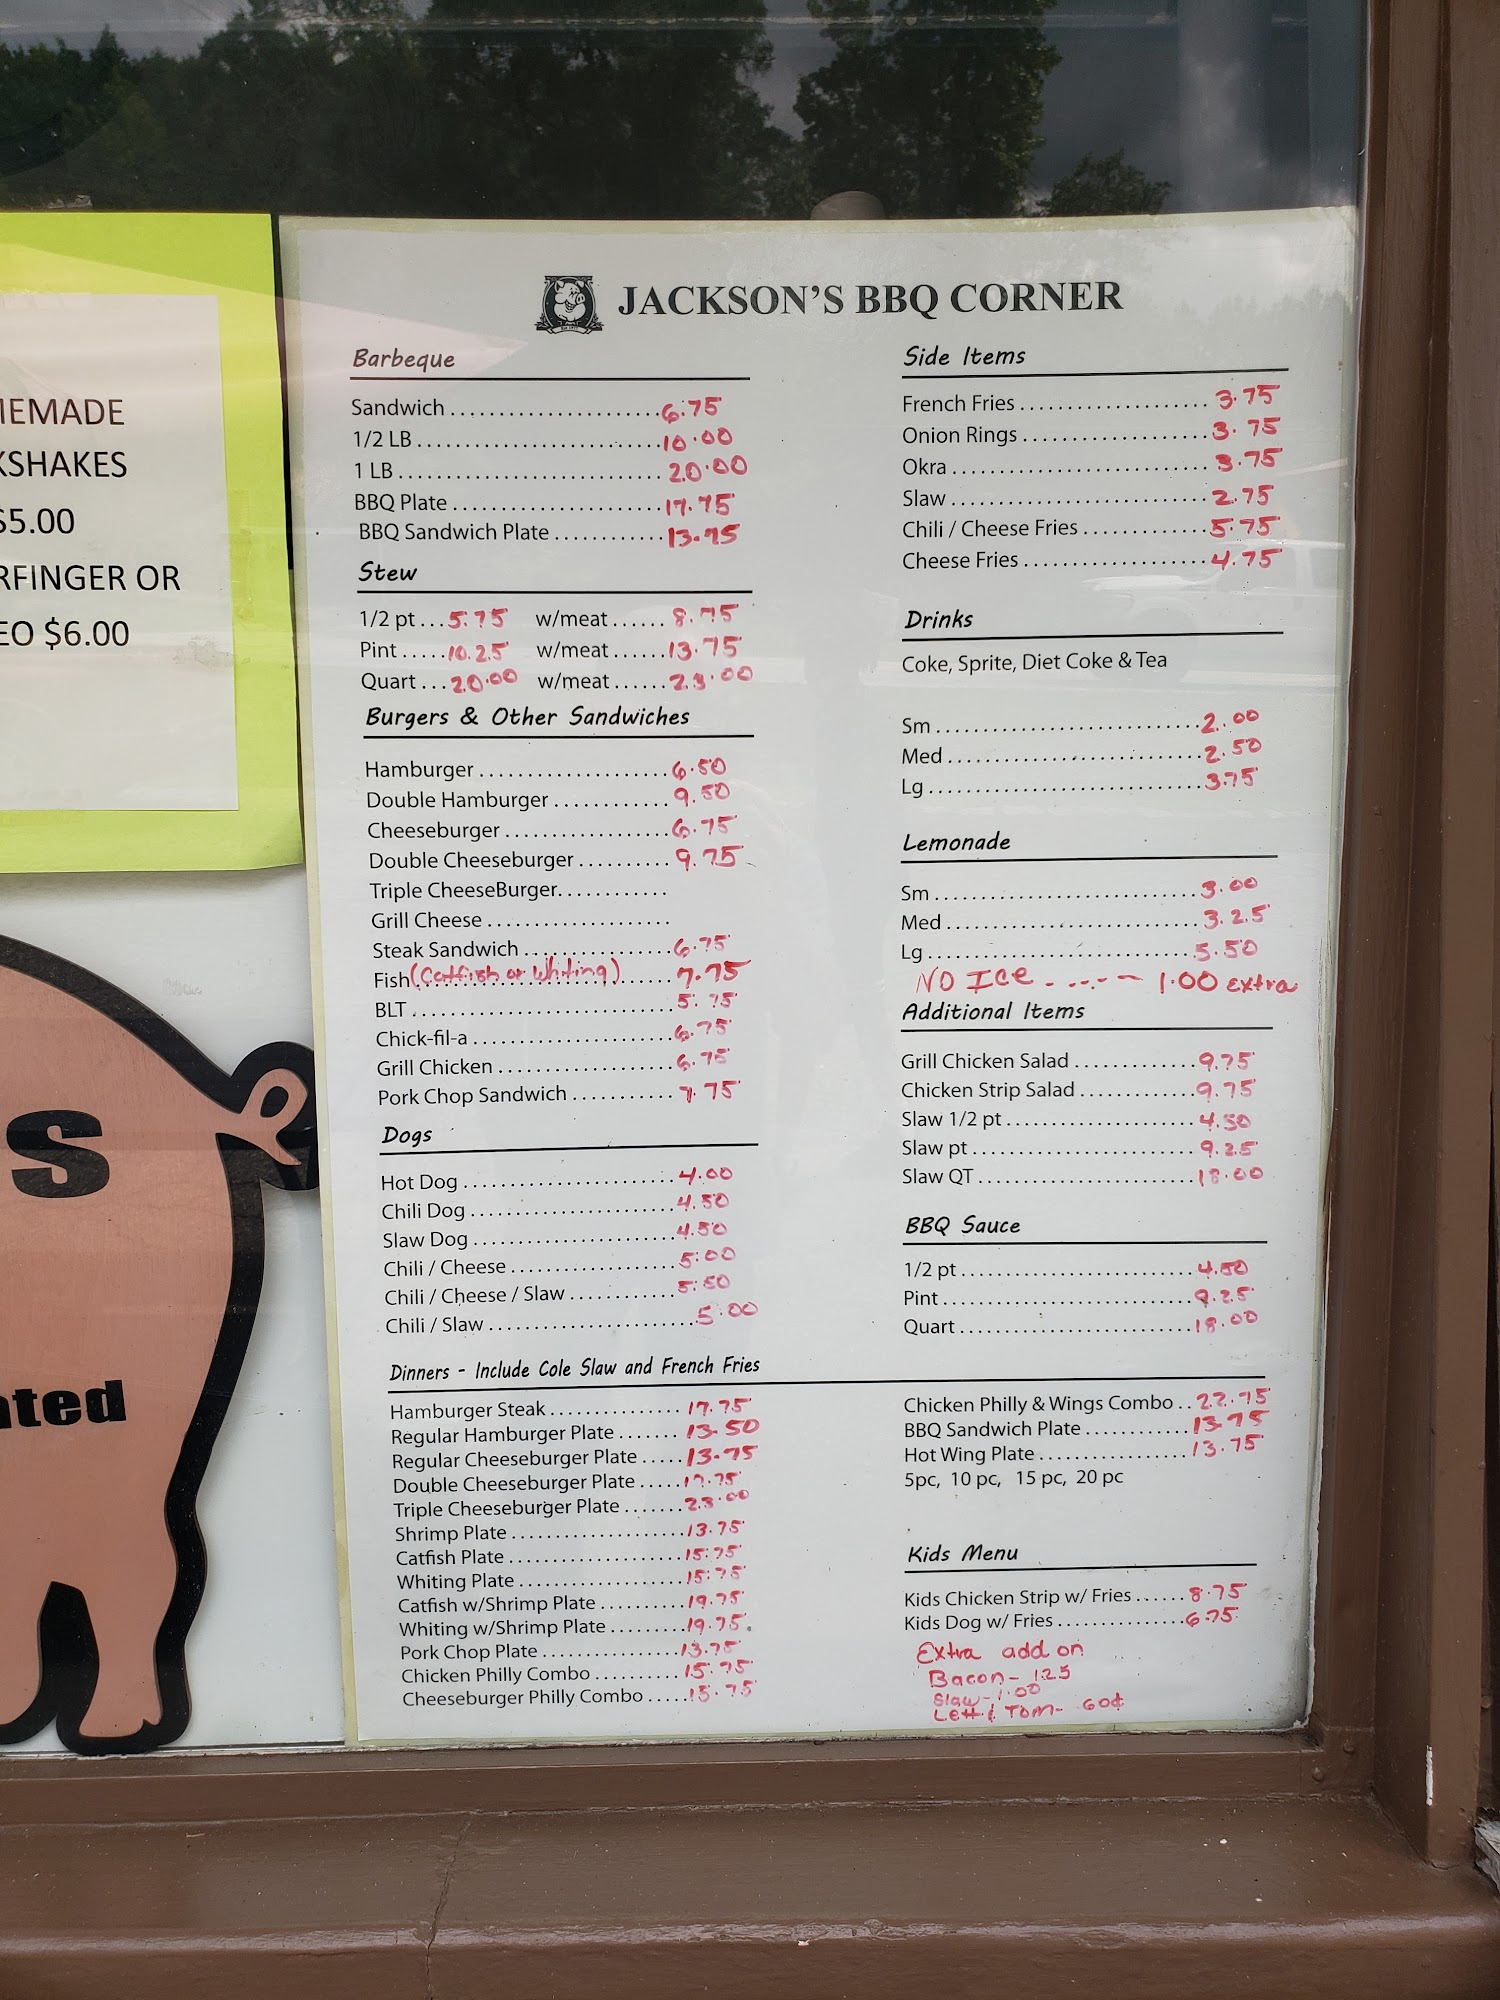 EMADE
KSHAKES
$5.00
RFINGER OR
EO $6.00
S
ated
JACKSON'S BBQ CORNER
Barbeque
Sandwich ..................... 6.75
1/2 LB ..................... 10.00
1 LB ..................... 20.00
BBQ Plate ..................... 17.75
BBQ Sandwich Plate ............ 13.75
Stew
1/2 pt ... 5.75 w/meat ...... 8.75
Pint ..... 10.25 w/meat ...... 13.75
Quart ... 20.00 w/meat ...... 23.00
Burgers & Other Sandwiches
Hamburger ................... 6.50
Double Hamburger ............ 9.50
Cheeseburger ................. 6.75
Double Cheeseburger .......... 9.75
Triple CheeseBurger............
Grill Cheese ...................
Steak Sandwich ............... 6.75
Fish (Catfish or Whiting) ...... 7.75
BLT .......................... 5.75
Chick-fil-a .................... 6.75
Grill Chicken .................. 6.75
Pork Chop Sandwich ........... 7.75
Dogs
Hot Dog ...................... 4.00
Chili Dog ..................... 4.50
Slaw Dog ..................... 4.50
Chili / Cheese ................. 5.00
Chili / Cheese / Slaw ........... 5.50
Chili / Slaw ..................... 5.00
Side Items
French Fries ................... 3.75
Onion Rings ................... 3.75
Okra .......................... 3.75
Slaw .......................... 2.75
Chili / Cheese Fries ............ 5.75
Cheese Fries ................... 4.75
Drinks
Coke, Sprite, Diet Coke & Tea
Sm ........................... 2.00
Med .......................... 2.50
Lg ............................ 3.75
Lemonade
Sm ........................... 3.00
Med .......................... 3.25
Lg ............................ 5.50
NO ICe - ---- - 1.00 extra
Additional Items
Grill Chicken Salad ............ 9.75
Chicken Strip Salad ............ 9.75
Slaw 1/2 pt .................... 4.50
Slaw pt ....................... 9.25
Slaw QT ...................... 18.00
BBQ Sauce
1/2 pt ........................ 4.50
Pint .......................... 9.25
Quart ........................ 18.00
Dinners - Include Cole Slaw and French Fries
Hamburger Steak .............. 17.75
Regular Hamburger Plate ....... 13.50
Regular Cheeseburger Plate ..... 13.75
Double Cheeseburger Plate ..... 17.75
Triple Cheeseburger Plate ....... 23.00
Shrimp Plate .................. 13.75
Catfish Plate .................. 15.75
Whiting Plate .................. 15.75
Catfish w/Shrimp Plate .......... 19.75
Whiting w/Shrimp Plate ......... 19.75
Pork Chop Plate ................ 13.75
Chicken Philly Combo .......... 15.75
Cheeseburger Philly Combo ..... 15.75
Chicken Philly & Wings Combo .. 22.75
BBQ Sandwich Plate ............ 13.75
Hot Wing Plate ................. 13.75
5pc, 10 pc, 15 pc, 20 pc
Kids Menu
Kids Chicken Strip w/ Fries ...... 8.75
Kids Dog w/ Fries ............... 6.75
Extra add on
Bacon - 1.25
Slaw - 1.00
Lett & Tom - 60¢